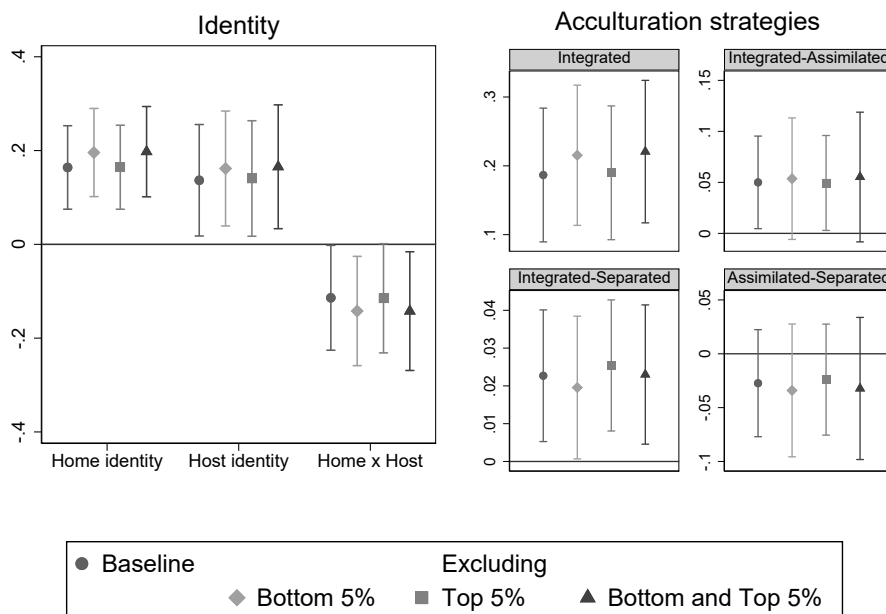 Identity
.4
.2
0
-.2
-.4
Home identity Host identity Home x Host
Acculturation strategies
Integrated
.3
.2
.1
Integrated-Assimilated
.15
.1
.05
0
Integrated-Separated
.04
.03
.02
.01
0
Assimilated-Separated
.05
0
-.05
-.1
Baseline Excluding
Bottom 5% Top 5% Bottom and Top 5%